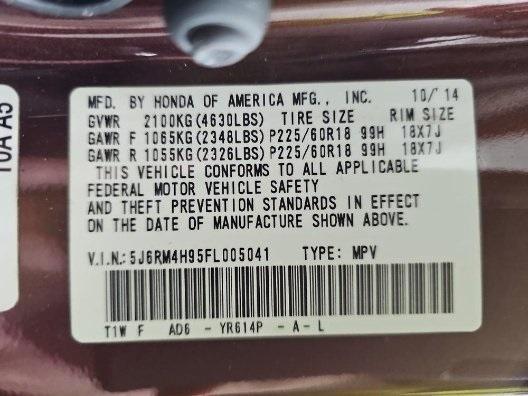 MFD. BY HONDA OF AMERICA MFG., INC. 10/'14
GVWR 2100KG(4630LBS) TIRE SIZE RIM SIZE
GAWR F 1065KG(2348LBS)P225/60R18 99H 18X7J
GAWR R 1055KG(2326LBS)P225/60R18 99H 18X7J
THIS VEHICLE CONFORMS TO ALL APPLICABLE
FEDERAL MOTOR VEHICLE SAFETY
AND THEFT PREVENTION STANDARDS IN EFFECT
ON THE DATE OF MANUFACTURE SHOWN ABOVE.
V.I.N.:5J6RM4H95FL005041 TYPE: MPV
T1W F AD6 - YR614P - A - L